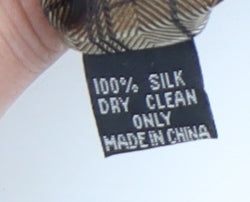 100% SILK
DRY CLEAN
ONLY
MADE IN CHINA